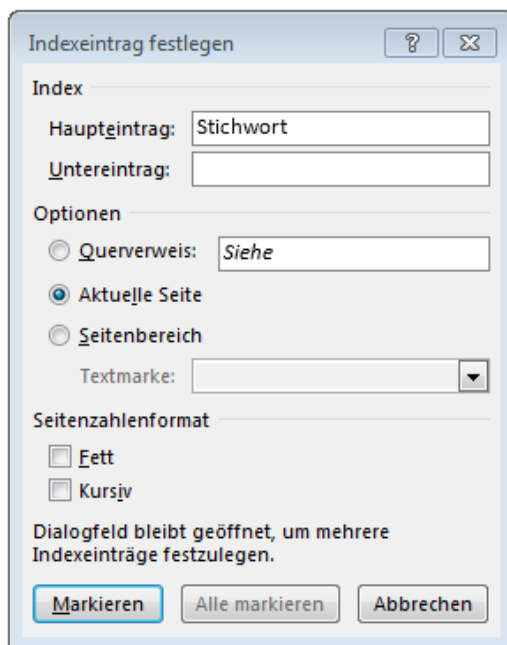 Indexeintrag festlegen ?
Index
Haupteintrag: Stichwort
Untereintrag:
Optionen
Querverweis: Siehe
Aktuelle Seite
Seitenbereich
Textmarke:
Seitenzahlenformat
Fett
Kursiv
Dialogfeld bleibt geöffnet, um mehrere
Indexeinträge festzulegen.
Markieren Alle markieren Abbrechen